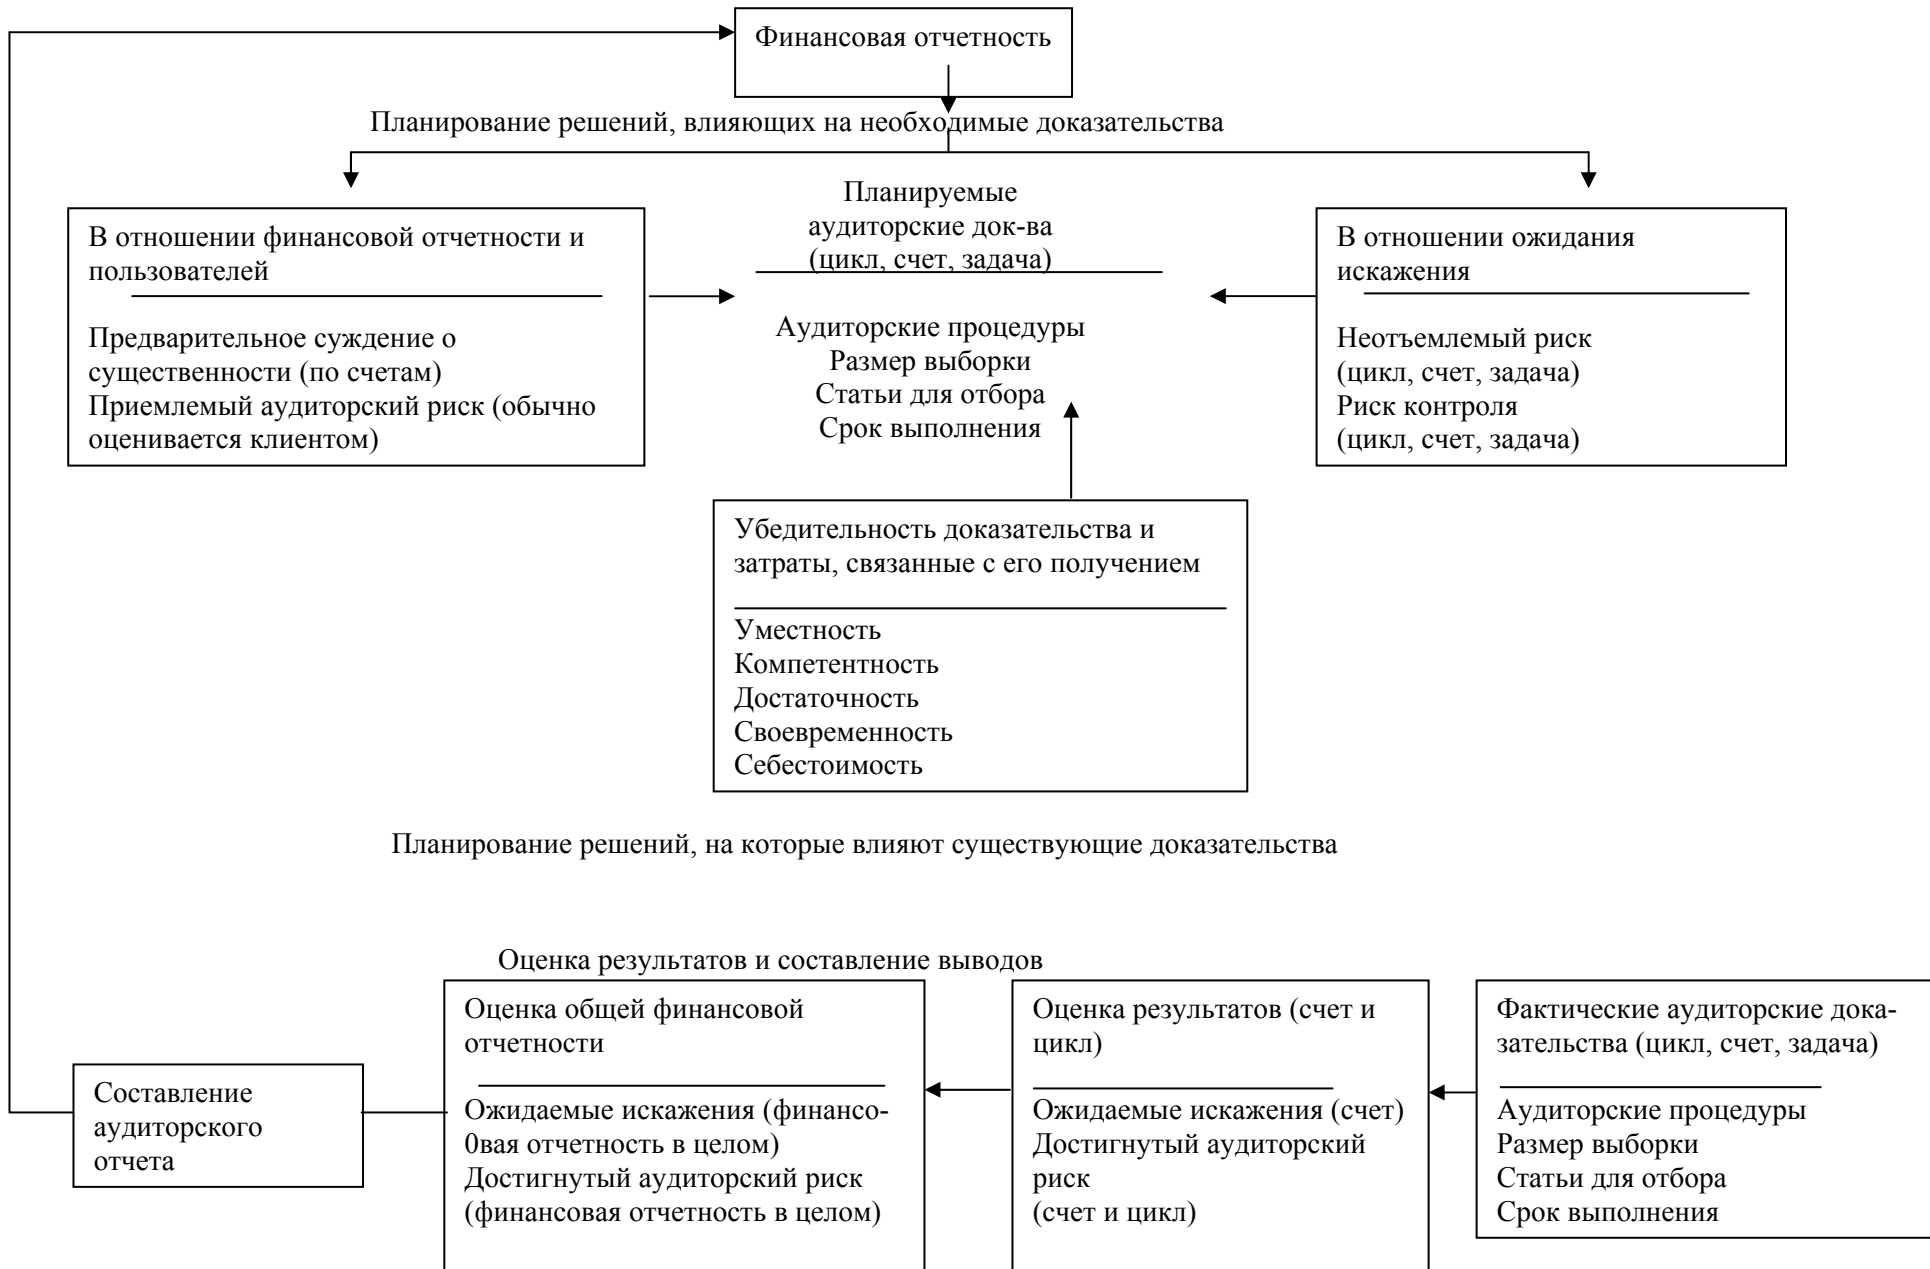 Финансовая отчетность
Планирование решений, влияющих на необходимые доказательства
В отношении финансовой отчетности и
пользователей
Предварительное суждение о
существенности (по счетам)
Приемлемый аудиторский риск (обычно
оценивается клиентом)
Планируемые
аудиторские док-ва
(цикл, счет, задача)
Аудиторские процедуры
Размер выборки
Статьи для отбора
Срок выполнения
В отношении ожидания
искажения
Неотъемлемый риск
(цикл, счет, задача)
Риск контроля
(цикл, счет, задача)
Убедительность доказательства и
затраты, связанные с его получением
Уместность
Компетентность
Достаточность
Своевременность
Себестоимость
Планирование решений, на которые влияют существующие доказательства
Оценка результатов и составление выводов
Составление
аудиторского
отчета
Оценка общей финансовой
отчетности
Ожидаемые искажения (финансо-
0вая отчетность в целом)
Достигнутый аудиторский риск
(финансовая отчетность в целом)
Оценка результатов (счет и
цикл)
Ожидаемые искажения (счет)
Достигнутый аудиторский
риск
(счет и цикл)
Фактические аудиторские дока-
зательства (цикл, счет, задача)
Аудиторские процедуры
Размер выборки
Статьи для отбора
Срок выполнения